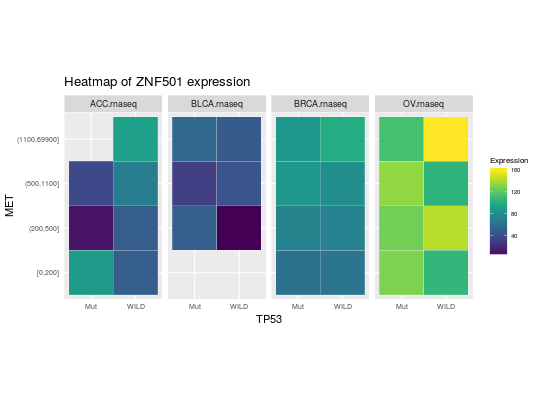 Heatmap of ZNF501 expression
ACC.rnaseq BLCA.rnaseq BRCA.rnaseq OV.rnaseq
(1100,69900]
(500,1100]
(200,500]
[0,200]
MET
Mut WILD Mut WILD Mut WILD Mut WILD
TP53
Expression
160
120
80
40